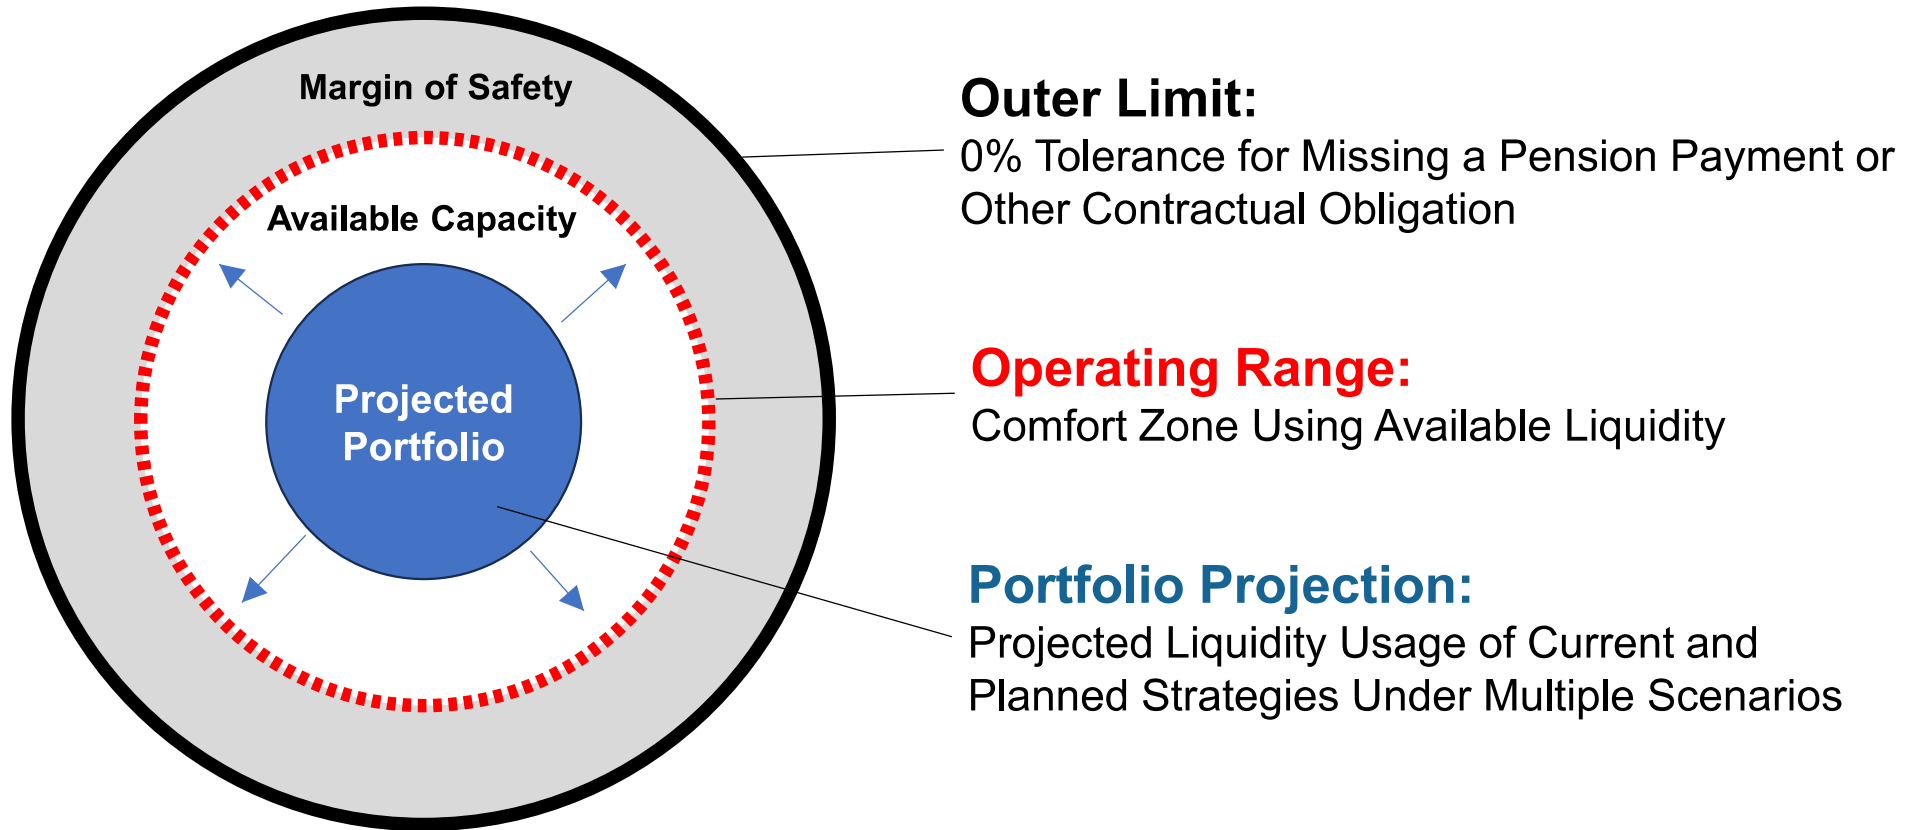 Margin of Safety
Available Capacity
Projected
Portfolio
Outer Limit:
0% Tolerance for Missing a Pension Payment or
Other Contractual Obligation
Operating Range:
Comfort Zone Using Available Liquidity
Portfolio Projection:
Projected Liquidity Usage of Current and
Planned Strategies Under Multiple Scenarios